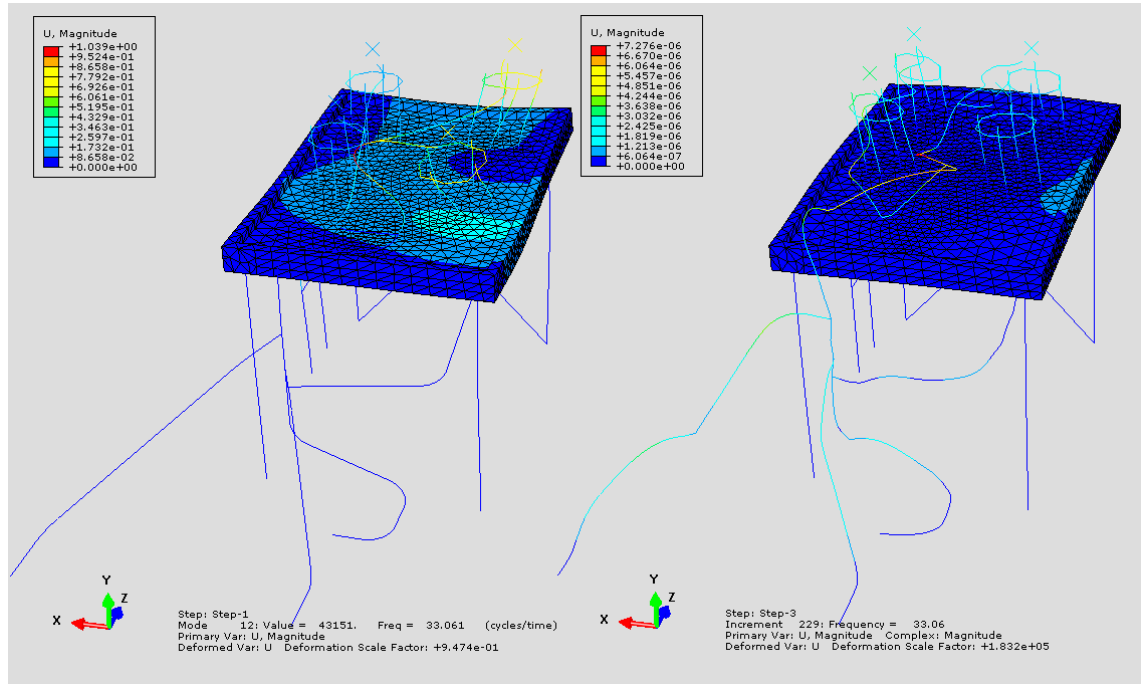 U, Magnitude
+1.039e+00
+9.524e-01
+8.658e-01
+7.792e-01
+6.926e-01
+6.061e-01
+5.195e-01
+4.329e-01
+3.463e-01
+2.597e-01
+1.732e-01
+8.658e-02
+0.000e+00
U, Magnitude
+7.276e-06
+6.670e-06
+6.064e-06
+5.457e-06
+4.851e-06
+4.244e-06
+3.638e-06
+3.032e-06
+2.425e-06
+1.819e-06
+1.213e-06
+6.064e-07
+0.000e+00
Y
Z
X
Step: Step-1
Mode 12: Value = 43151. Freq = 33.061 (cycles/time)
Primary Var: U, Magnitude
Deformed Var: U Deformation Scale Factor: +9.474e-01
Y
Z
X
Step: Step-3
Increment 229: Frequency = 33.06
Primary Var: U, Magnitude Complex: Magnitude
Deformed Var: U Deformation Scale Factor: +1.832e+05